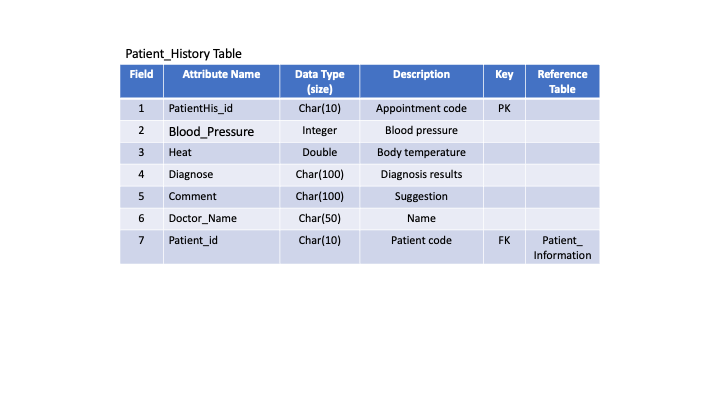 Patient_History Table
Field Attribute Name Data Type (size) Description Key Reference Table
1 PatientHis_id Char(10) Appointment code PK
2 Blood_Pressure Integer Blood pressure
3 Heat Double Body temperature
4 Diagnose Char(100) Diagnosis results
5 Comment Char(100) Suggestion
6 Doctor_Name Char(50) Name
7 Patient_id Char(10) Patient code FK Patient_ Information